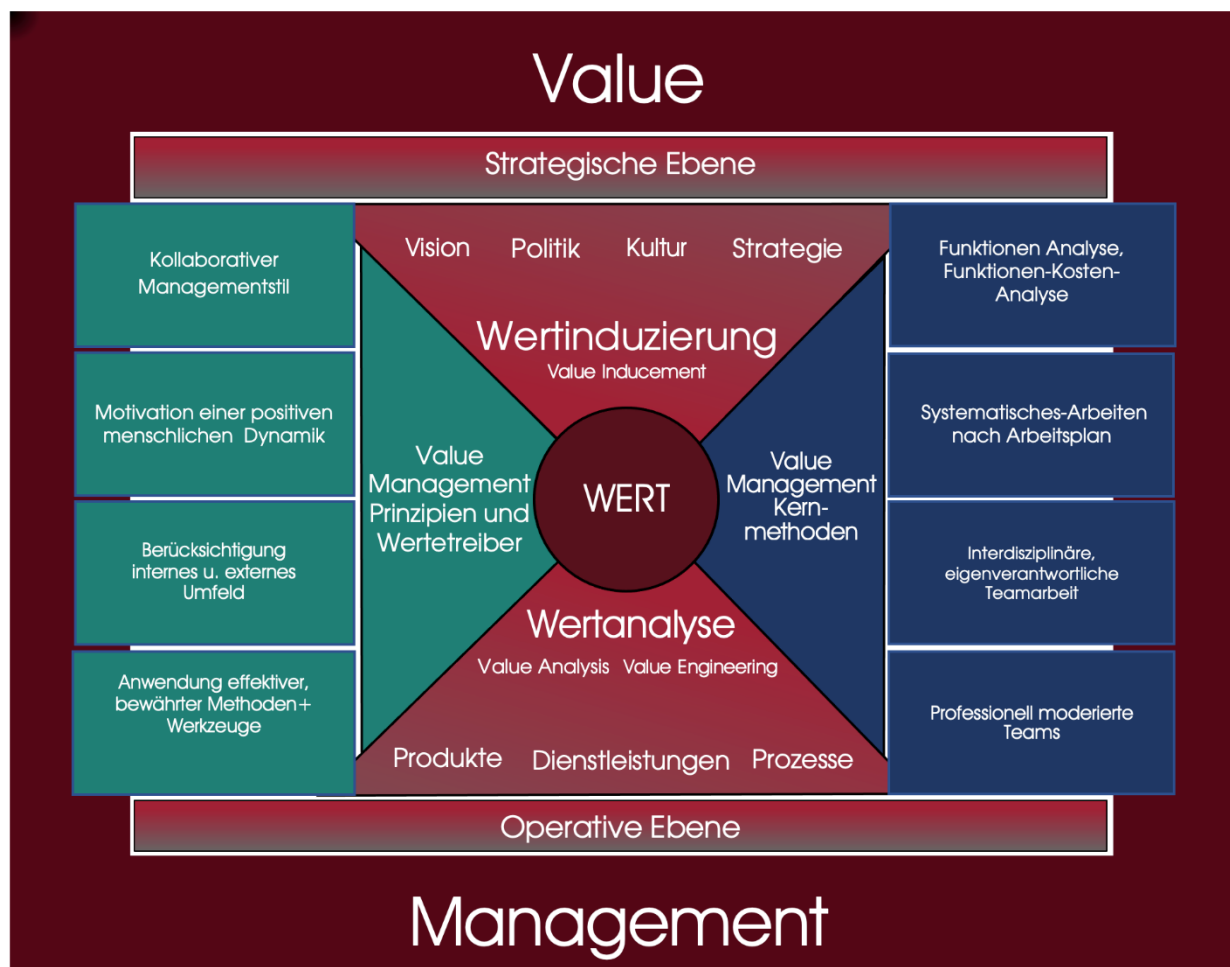 Value
Strategische Ebene
Vision Politik Kultur Strategie
Wertinduzierung
Value Inducement
Kollaborativer
Managementstil
Motivation einer positiven
menschlichen Dynamik
Berücksichtigung
internes u. externes
Umfeld
Anwendung effektiver,
bewährter Methoden+
Werkzeuge
Value
Management
Prinzipien und
Wertetreiber
WERT
Value
Management
Kern-
methoden
Funktionen Analyse,
Funktionen-Kosten-
Analyse
Systematisches-Arbeiten
nach Arbeitsplan
Interdisziplinäre,
eigenverantwortliche
Teamarbeit
Professionell moderierte
Teams
Wertanalyse
Value Analysis Value Engineering
Produkte Dienstleistungen Prozesse
Operative Ebene
Management